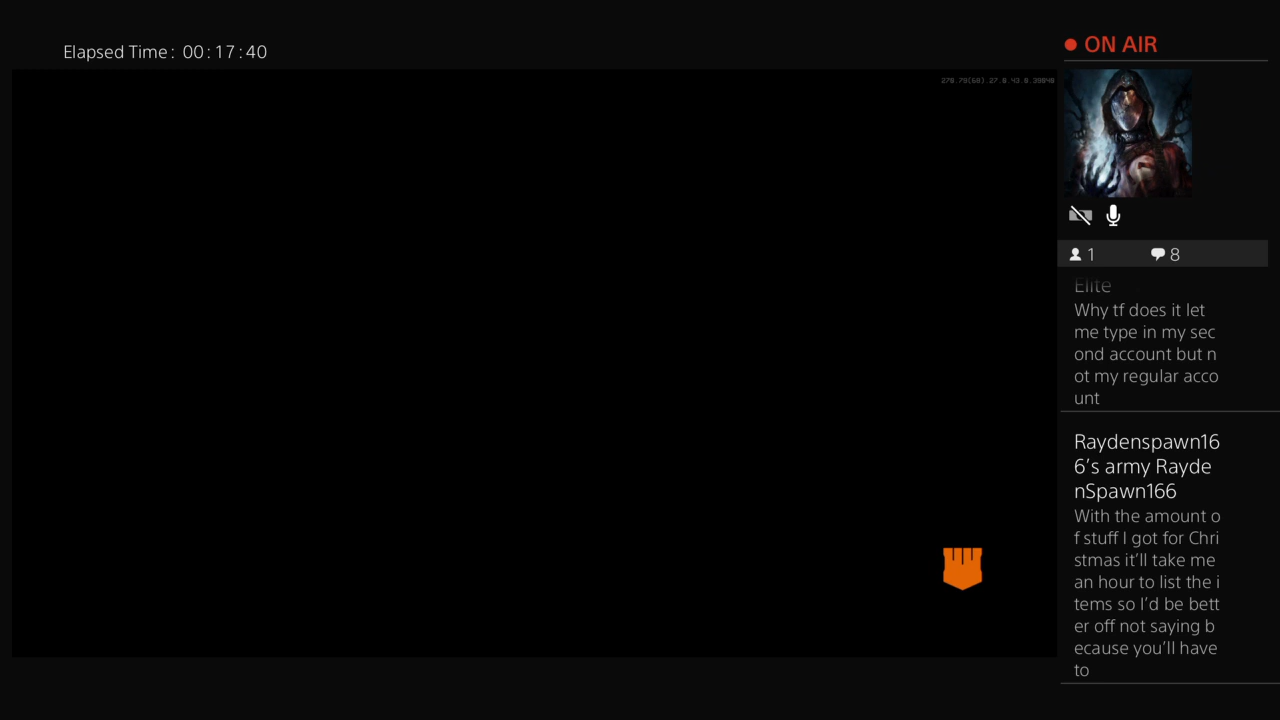 Elapsed Time: 00:17:40
ON AIR
1
8
Elite
Why tf does it let
me type in my sec
ond account but n
ot my regular acco
unt
Raydenspawn16
6's army Rayde
nSpawn166
With the amount o
f stuff I got for Chri
stmas it'll take me
an hour to list the i
tems so I'd be bett
er off not saying b
ecause you'll have
to